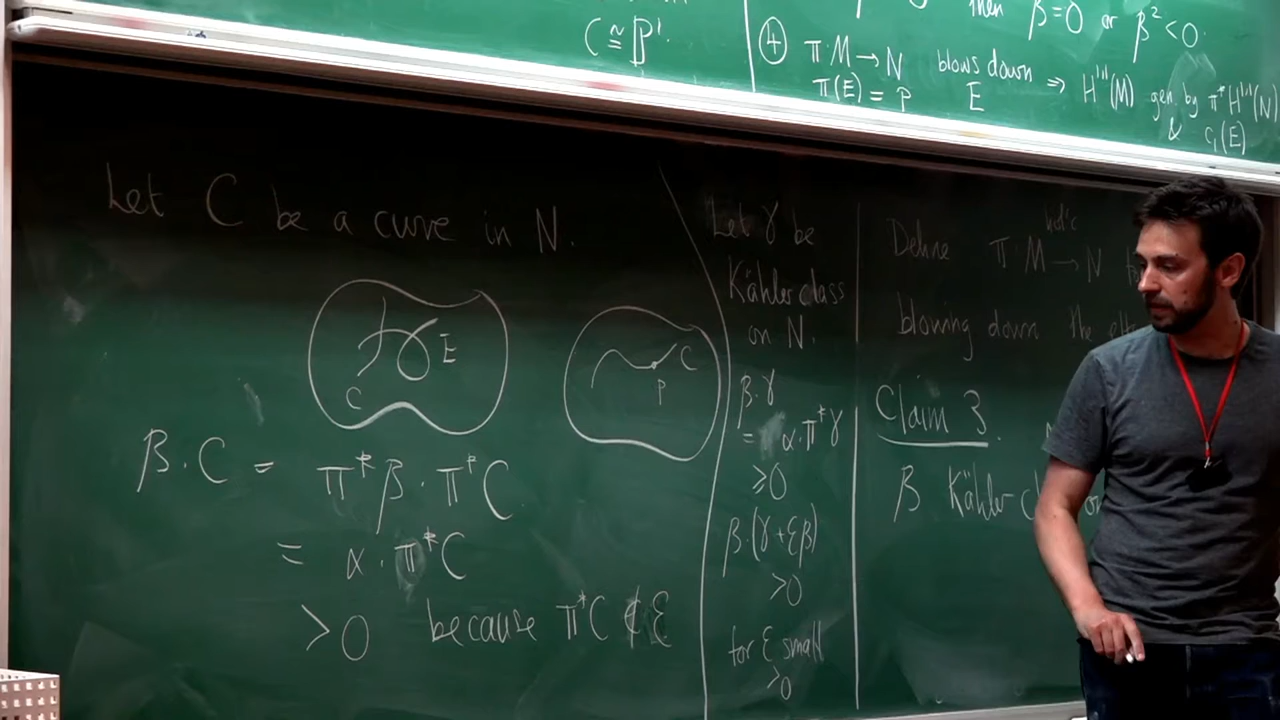 C ≅ ℙ¹.
then β=0 or β²<0.
④ π: M → N blows down ⇒ H¹,¹(M) gen. by π*H¹,¹(N)
π(E) = p E & c₁(E)
Let C be a curve in N.
E
C
C
p
β.C = π*β . π*C
= α . π*C
>0 because π*C ∉ Ɛ
Let γ be
Kähler class
on N.
β.γ
= α.π*γ
⩾0
β.(γ+εβ)
>0
for ε small
>0
hol'c
Define π: M → N
blowing down the
Claim 3.
β Kähler